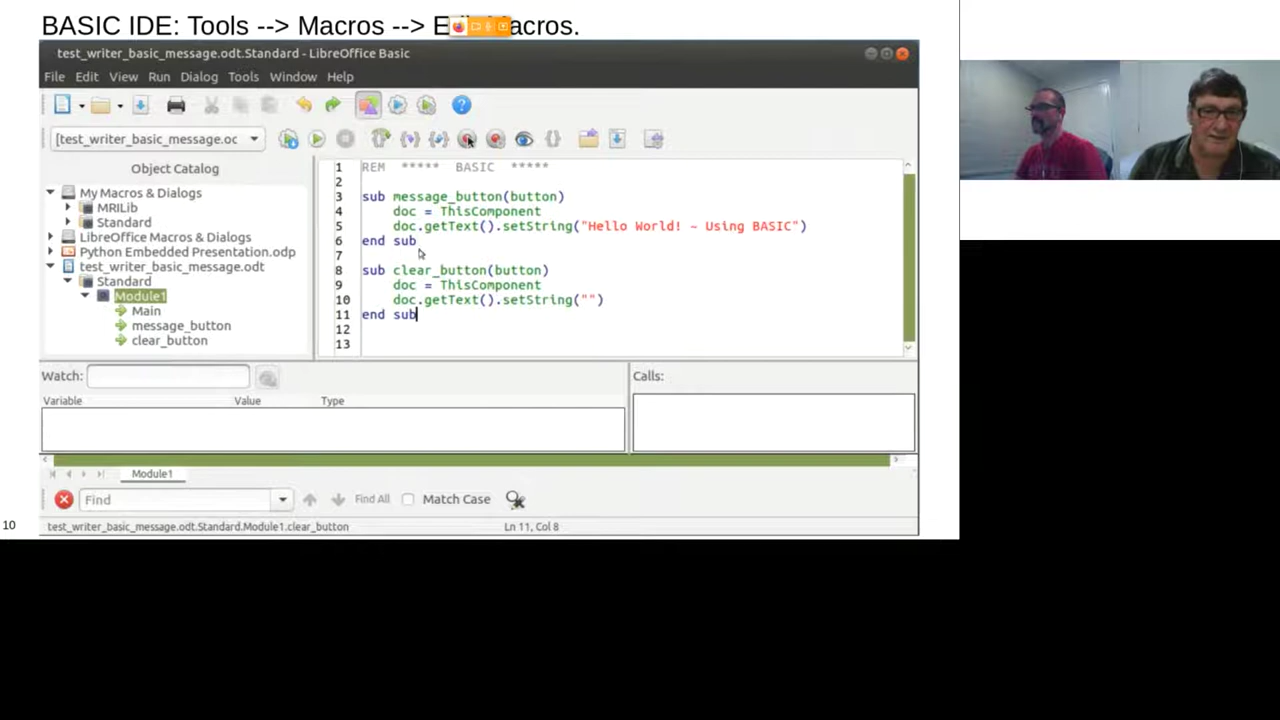 BASIC IDE: Tools --> Macros --> E Macros.
test_writer_basic_message.odt.Standard - LibreOffice Basic
File Edit View Run Dialog Tools Window Help
[test_writer_basic_message.oc
Object Catalog
My Macros & Dialogs
MRILib
Standard
LibreOffice Macros & Dialogs
Python Embedded Presentation.odp
test_writer_basic_message.odt
Standard
Module1
Main
message_button
clear_button
1 REM ***** BASIC *****
2
3 sub message_button(button)
4 doc = ThisComponent
5 doc.getText().setString("Hello World! ~ Using BASIC")
6 end sub
7
8 sub clear_button(button)
9 doc = ThisComponent
10 doc.getText().setString("")
11 end sub
12
13
Watch:
Calls:
Variable Value Type
Module1
Find Find All Match Case
10
test_writer_basic_message.odt.Standard.Module1.clear_button Ln 11, Col 8